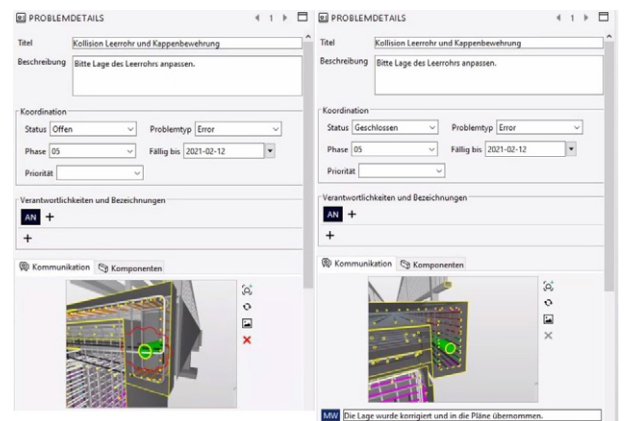 PROBLEMDETAILS
1
Titel
Kollision Leerrohr und Kappenbewehrung
Beschreibung
Bitte Lage des Leerrohrs anpassen.
Koordination
Status Offen
Problemtyp Error
Phase 05
Fällig bis 2021-02-12
Priorität
Verantwortlichkeiten und Bezeichnungen
AN +
+
Kommunikation
Komponenten
PROBLEMDETAILS
1
Titel
Kollision Leerrohr und Kappenbewehrung
Beschreibung
Bitte Lage des Leerrohrs anpassen.
Koordination
Status Geschlossen
Problemtyp Error
Phase 05
Fällig bis 2021-02-12
Priorität
Verantwortlichkeiten und Bezeichnungen
AN +
+
Kommunikation
Komponenten
MW Die Lage wurde korrigiert und in die Pläne übernommen.